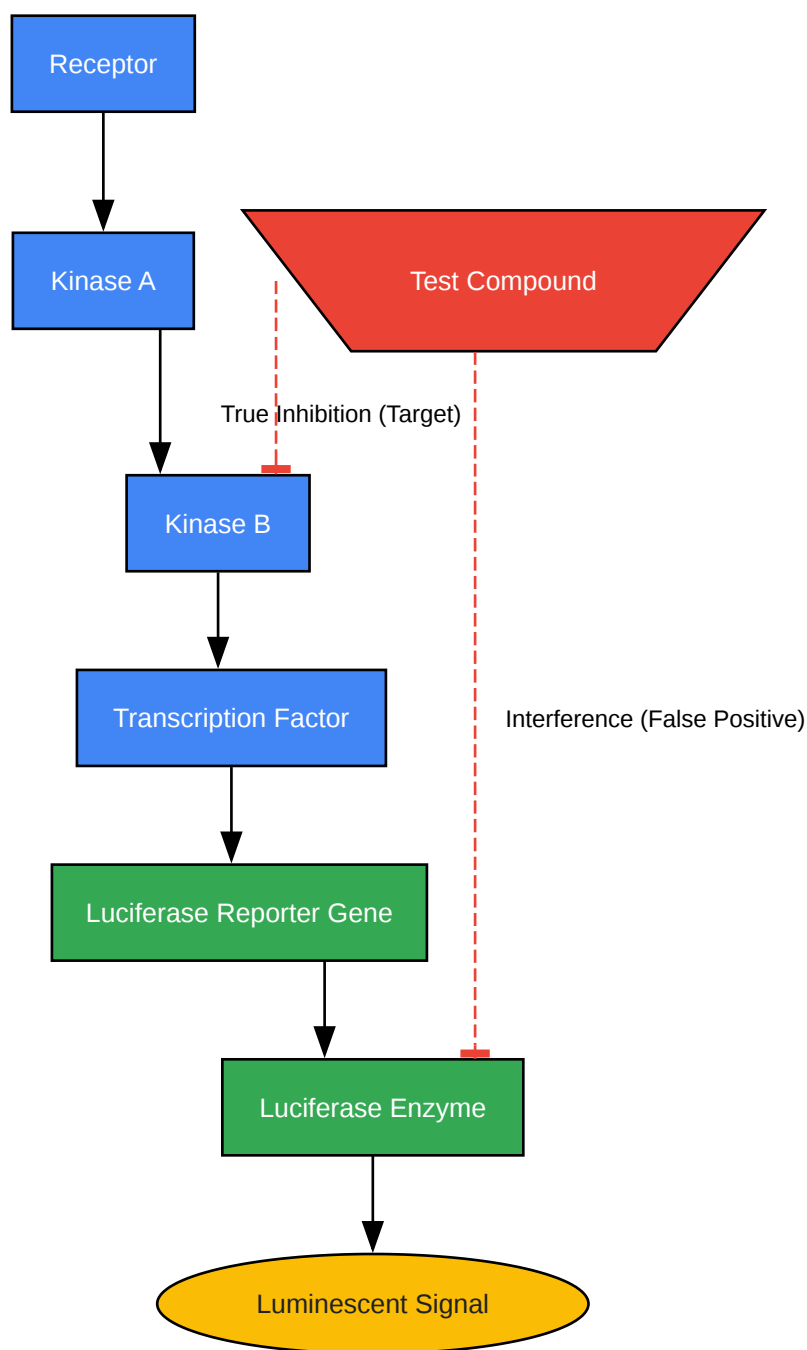 Receptor
Kinase A
Test Compound
True Inhibition (Target)
Kinase B
Transcription Factor
Interference (False Positive)
Luciferase Reporter Gene
Luciferase Enzyme
Luminescent Signal